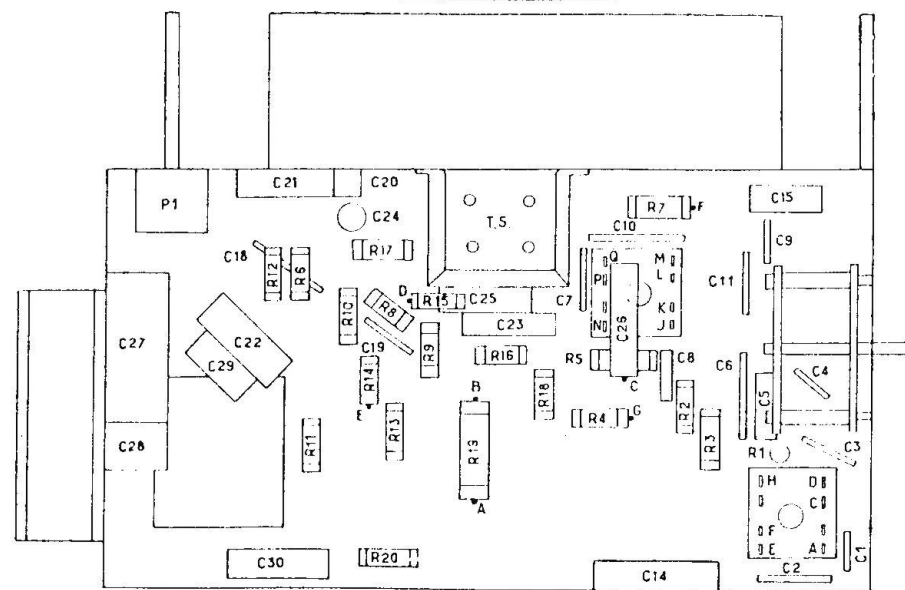 C21
C20
P1
C24
T.S.
R7
F
C15
C10
C9
R17
C18
R12
R6
Q
M
P
L
C11
D
R15
C25
C7
R10
R8
K
N
J
C26
C23
C27
C22
C19
R9
R16
R5
C8
C6
C29
R14
C
C4
C5
E
B
R18
R2
R4
G
R13
R3
C28
R11
R19
R1
C3
H
D
C
A
F
E
A
C1
C30
R20
C14
C2